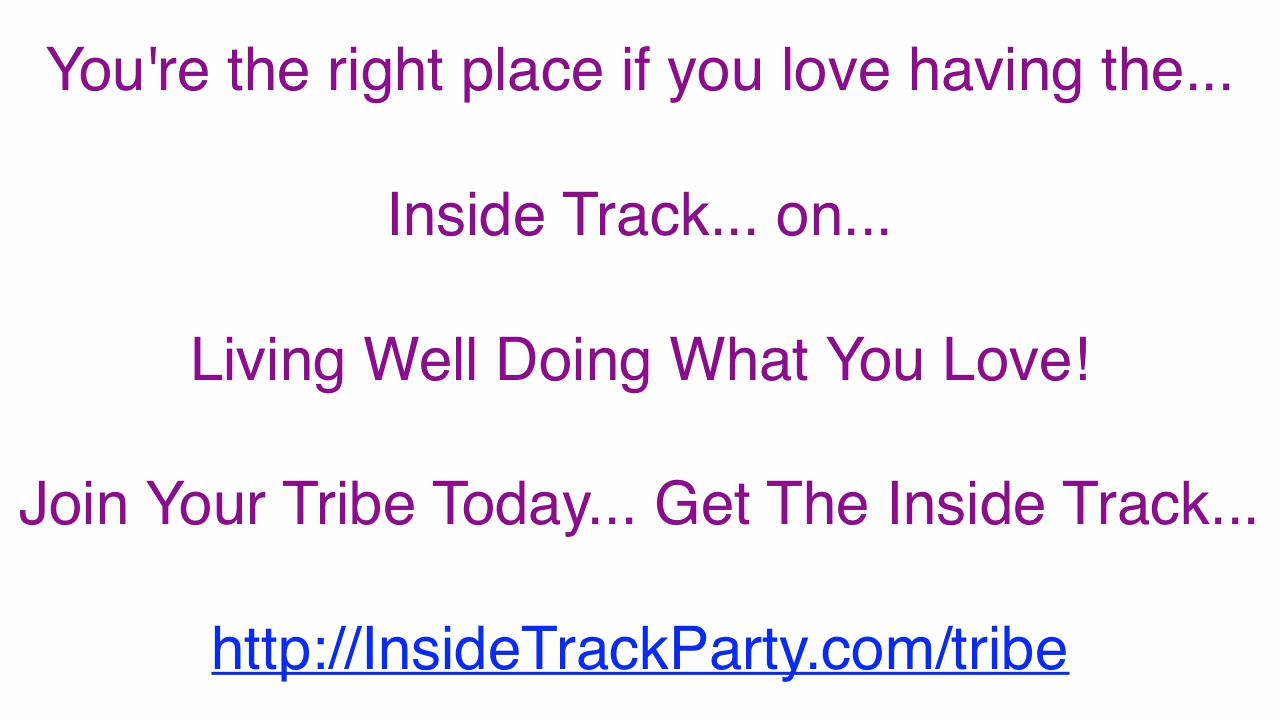 You're the right place if you love having the...
Inside Track... on...
Living Well Doing What You Love!
Join Your Tribe Today... Get The Inside Track...
http://InsideTrackParty.com/tribe